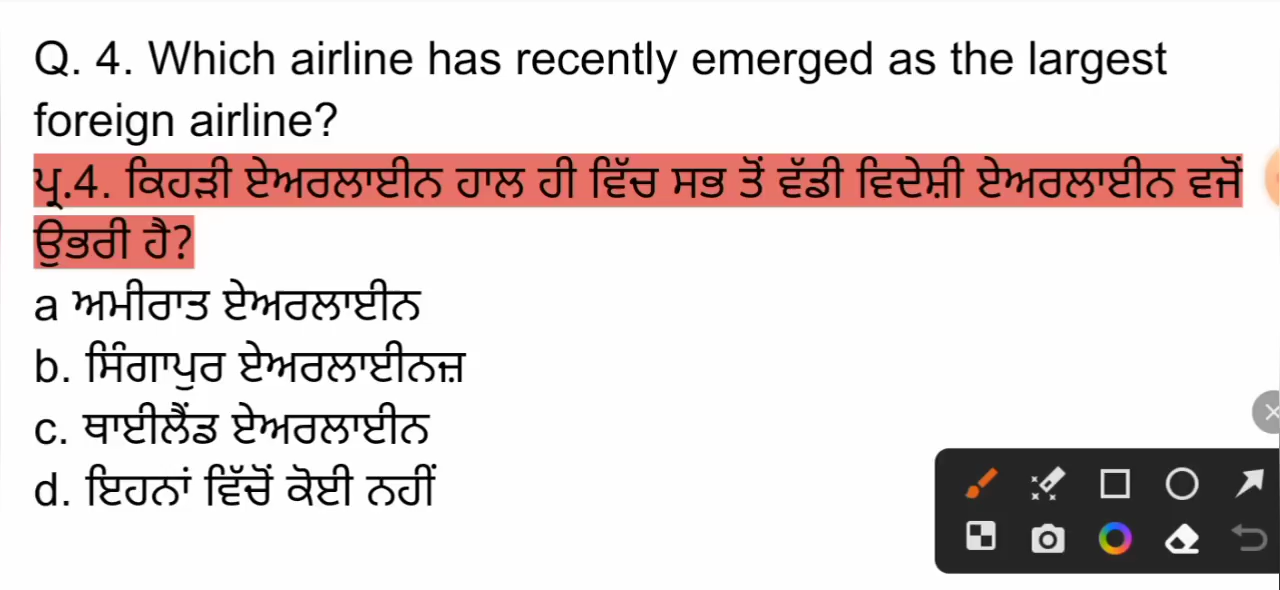 Q. 4. Which airline has recently emerged as the largest
foreign airline?
ਪ੍ਰ.4. ਕਿਹੜੀ ਏਅਰਲਾਈਨ ਹਾਲ ਹੀ ਵਿੱਚ ਸਭ ਤੋਂ ਵੱਡੀ ਵਿਦੇਸ਼ੀ ਏਅਰਲਾਈਨ ਵਜੋਂ
ਉਭਰੀ ਹੈ?
a ਅਮੀਰਾਤ ਏਅਰਲਾਈਨ
b. ਸਿੰਗਾਪੁਰ ਏਅਰਲਾਈਨਜ਼
c. ਥਾਈਲੈਂਡ ਏਅਰਲਾਈਨ
d. ਇਹਨਾਂ ਵਿੱਚੋਂ ਕੋਈ ਨਹੀਂ